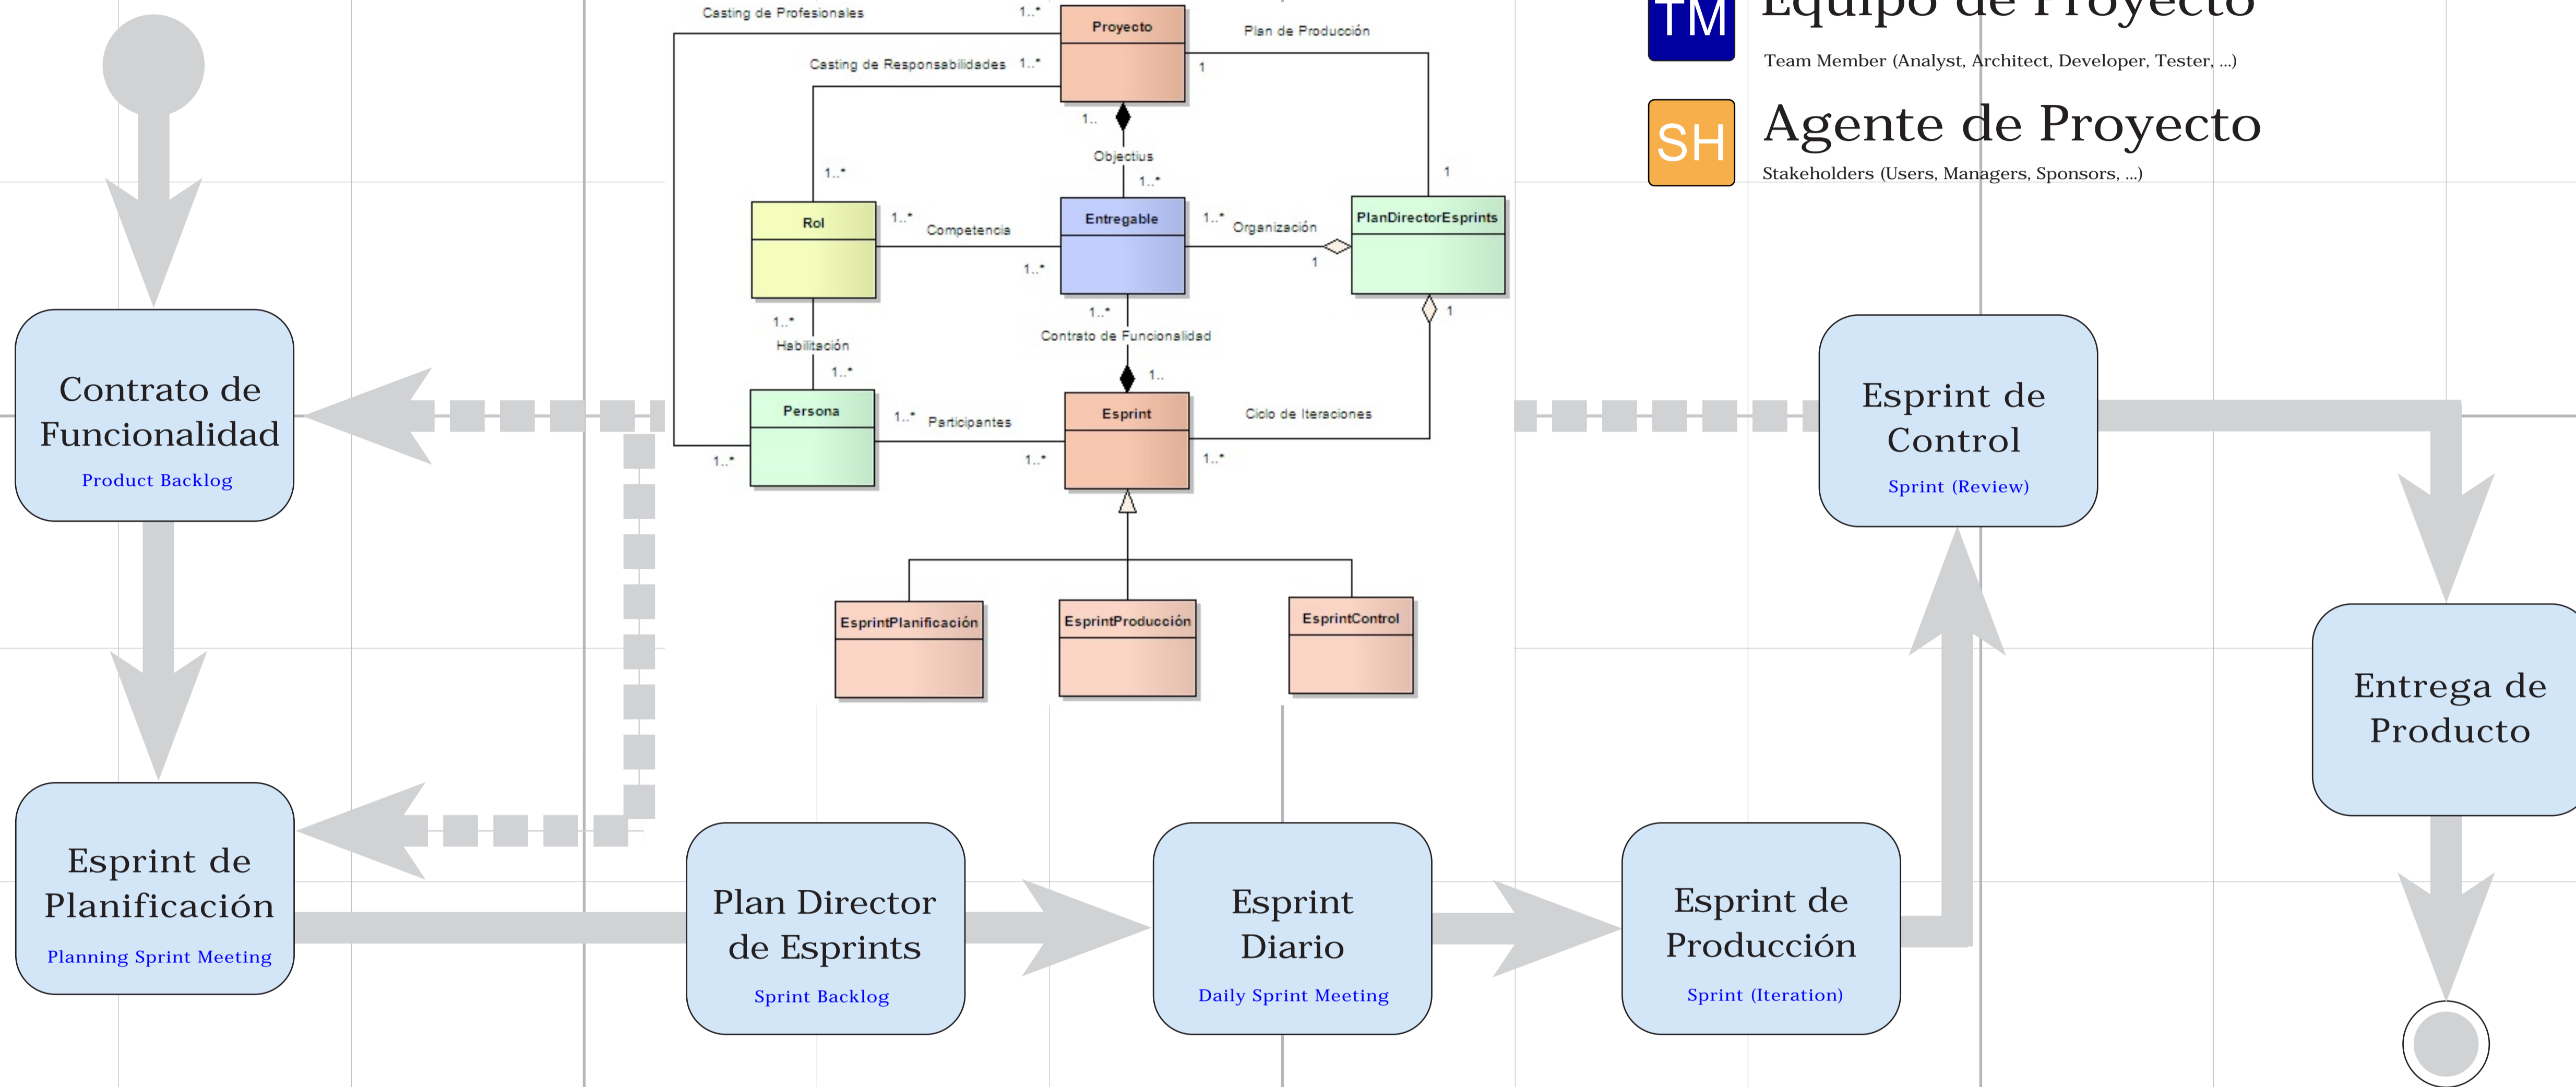 Casting de Profesionales
1..*
Proyecto
Plan de Producción
Casting de Responsabilidades
1..*
1
1..
Objectius
1..*
1..*
1
Rol
1..*
Competencia
1..*
Entregable
1..*
Organización
1
PlanDirectorEsprints
1..*
Habilitación
1..*
1..*
Contrato de Funcionalidad
1..
1
Persona
1..*
Participantes
1..*
1..*
Esprint
Ciclo de Iteraciones
1..*
EsprintPlanificación
EsprintProducción
EsprintControl
TM
Equipo de Proyecto
Team Member (Analyst, Architect, Developer, Tester, ...)
SH
Agente de Proyecto
Stakeholders (Users, Managers, Sponsors, ...)
Contrato de
Funcionalidad
Product Backlog
Esprint de
Planificación
Planning Sprint Meeting
Plan Director
de Esprints
Sprint Backlog
Esprint
Diario
Daily Sprint Meeting
Esprint de
Producción
Sprint (Iteration)
Esprint de
Control
Sprint (Review)
Entrega de
Producto